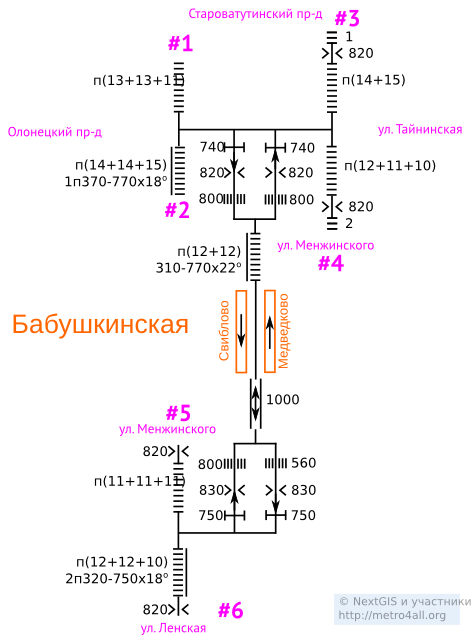 Староватутинский пр-д
#3
#1
1
820
п(13+13+11)
п(14+15)
Олонецкий пр-д
ул. Тайнинская
740
740
п(14+14+15)
1п370-770x18°
820
820
п(12+11+10)
800
800
820
#2
2
ул. Менжинского
п(12+12)
310-770x22°
#4
Бабушкинская
Свиблово
Медведково
1000
#5
ул. Менжинского
820
800
560
п(11+11+11)
830
830
750
750
п(12+12+10)
2п320-750x18°
820
#6
ул. Ленская
© NextGIS и участники
http://metro4all.org